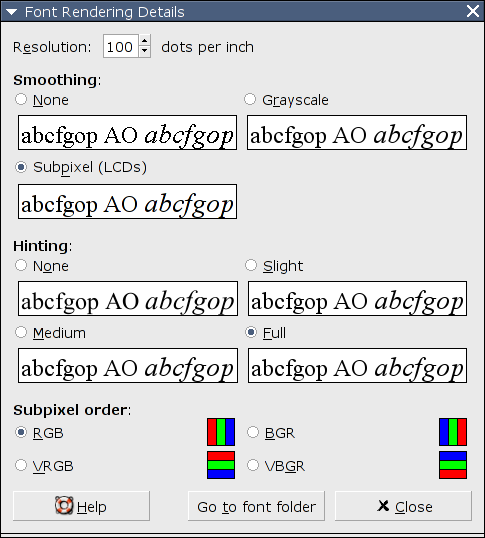 Font Rendering Details
Resolution: 100 dots per inch
Smoothing:
None Grayscale
abcfgop AO abcfgop abcfgop AO abcfgop
Subpixel (LCDs)
abcfgop AO abcfgop
Hinting:
None Slight
abcfgop AO abcfgop abcfgop AO abcfgop
Medium Full
abcfgop AO abcfgop abcfgop AO abcfgop
Subpixel order:
RGB BGR
VRGB VBGR
Help Go to font folder Close